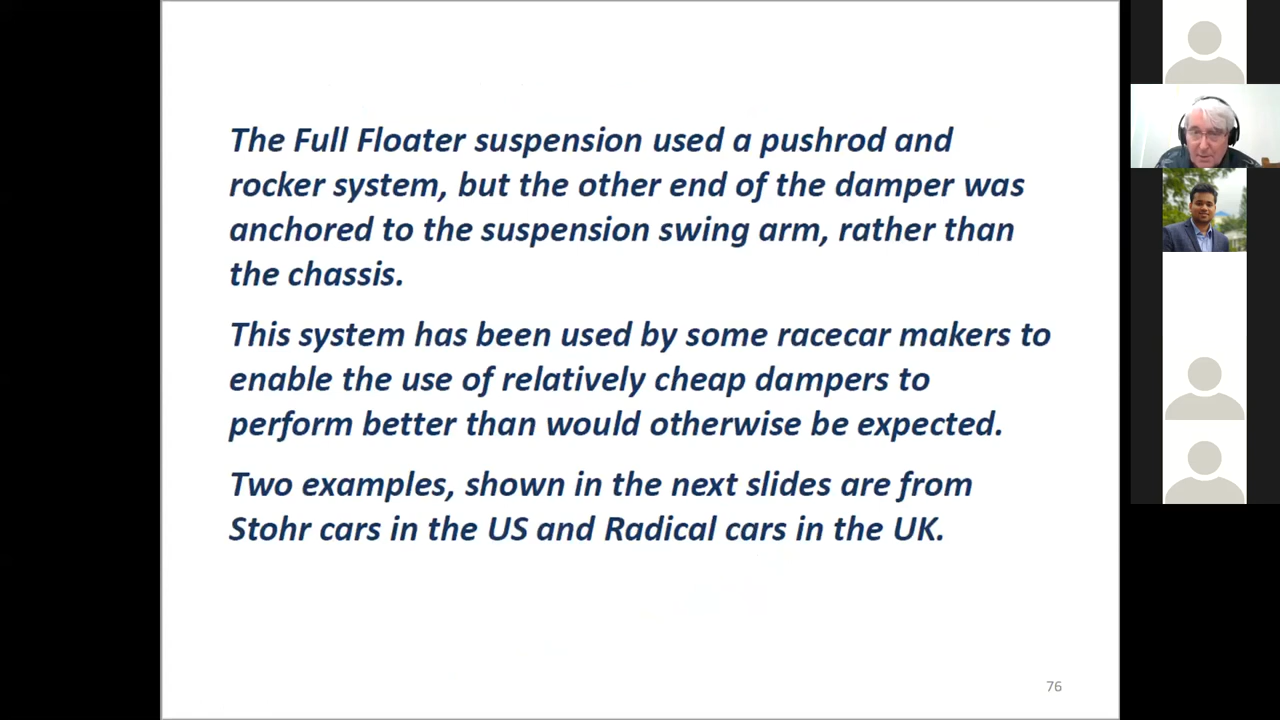 The Full Floater suspension used a pushrod and
rocker system, but the other end of the damper was
anchored to the suspension swing arm, rather than
the chassis.
This system has been used by some racecar makers to
enable the use of relatively cheap dampers to
perform better than would otherwise be expected.
Two examples, shown in the next slides are from
Stohr cars in the US and Radical cars in the UK.
76